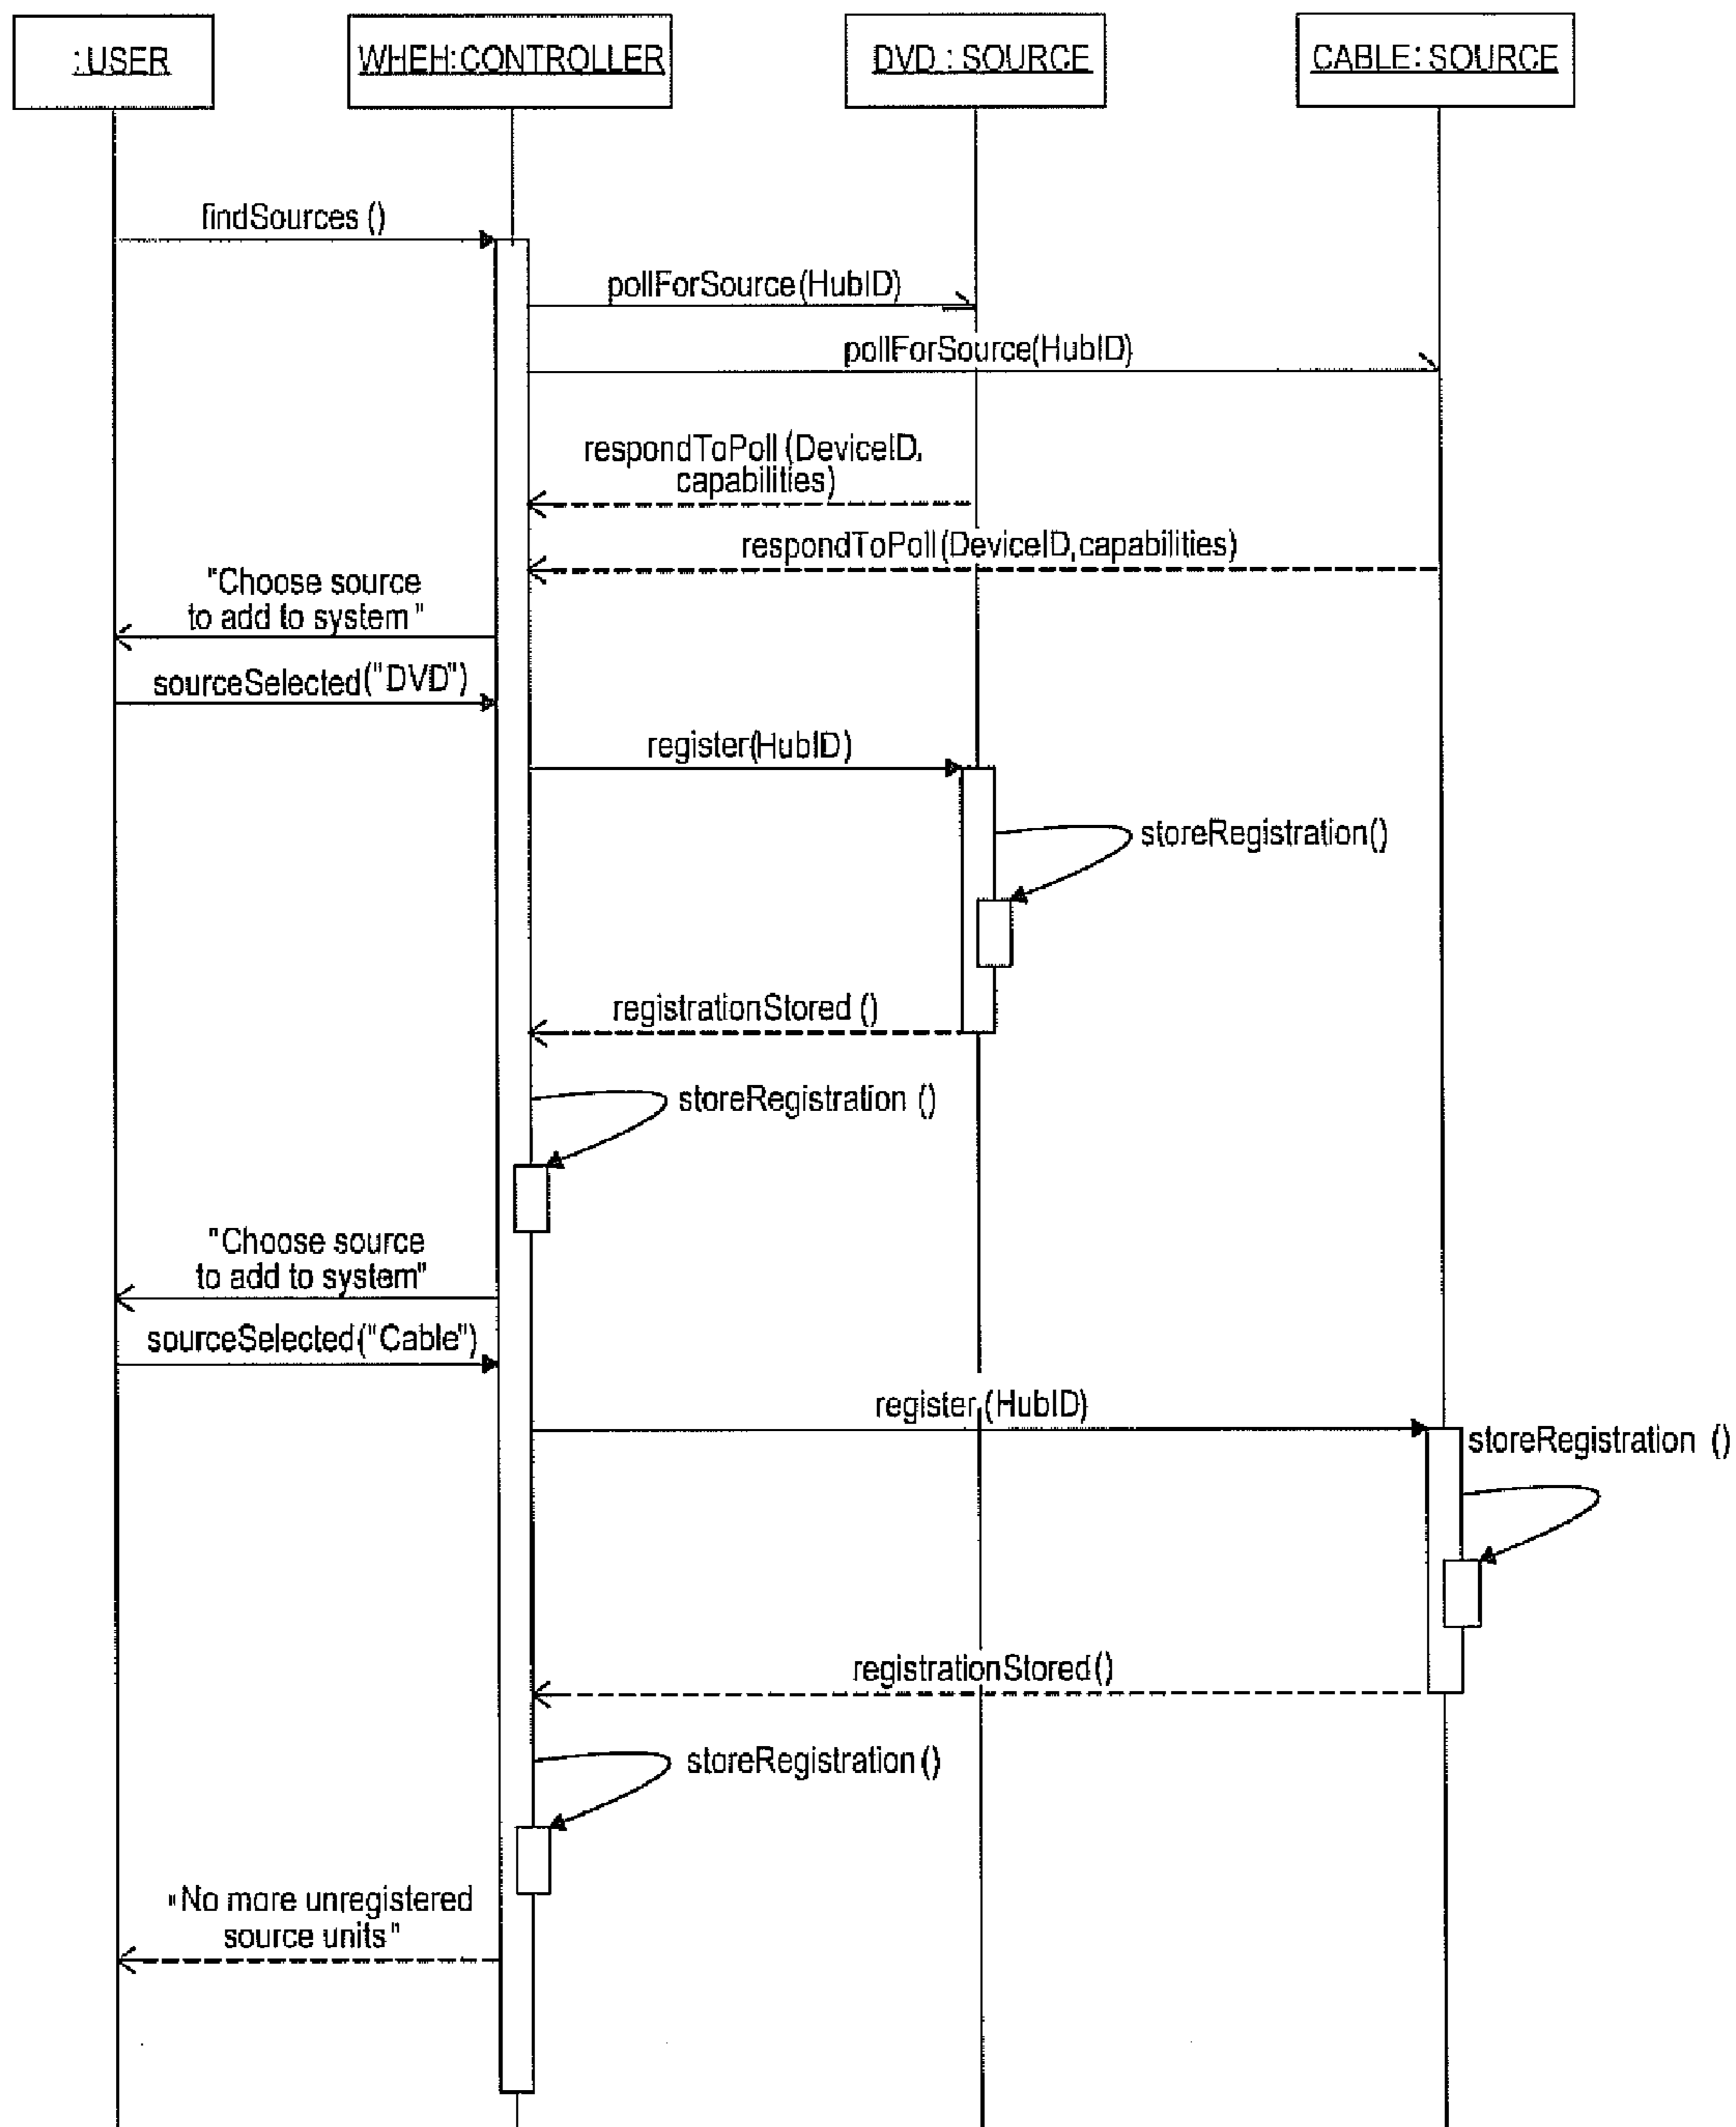 :USER
WHEH:CONTROLLER
DVD : SOURCE
CABLE: SOURCE
findSources ()
pollForSource(HubID)
pollForSource(HubID)
respondToPoll (DeviceID,
capabilities)
respondToPoll (DeviceID, capabilities)
"Choose source
to add to system"
sourceSelected("DVD")
register(HubID)
storeRegistration()
registrationStored ()
storeRegistration ()
"Choose source
to add to system"
sourceSelected("Cable")
register (HubID)
storeRegistration ()
registrationStored()
storeRegistration ()
"No more unregistered
source units"